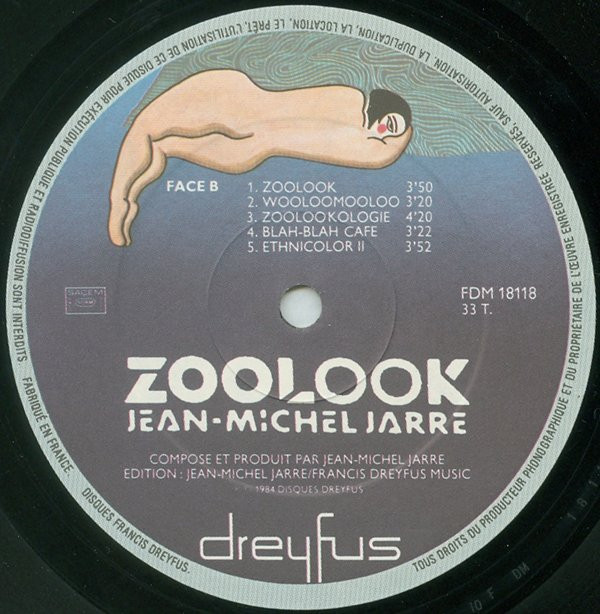 FACE B
1. ZOOLOOK 3'50
2. WOOLOOMOOLOO 3'20
3. ZOOLOOKOLOGIE 4'20
4. BLAH-BLAH CAFE 3'22
5. ETHNICOLOR II 3'52
SACEM
FDM 18118
33 T.
ZOOLOOK
JEAN-MiCHEL JARRE
COMPOSE ET PRODUIT PAR JEAN-MICHEL JARRE
EDITION : JEAN-MICHEL JARRE/FRANCIS DREYFUS MUSIC
1984 DISQUES DREYFUS
dreyfus
TOUS DROITS DU PRODUCTEUR PHONOGRAPHIQUE ET DU PROPRIETAIRE DE L'ŒUVRE ENREGISTREE RESERVES. SAUF AUTORISATION, LA DUPLICATION, LA LOCATION, LE PRÊT, L'UTILISATION DE CE DISQUE POUR EXECUTION PUBLIQUE ET RADIODIFFUSION SONT INTERDITS. FABRIQUÉ EN FRANCE. DISQUES FRANCIS DREYFUS.